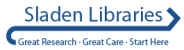 Sladen Libraries
Great Research · Great Care · Start Here